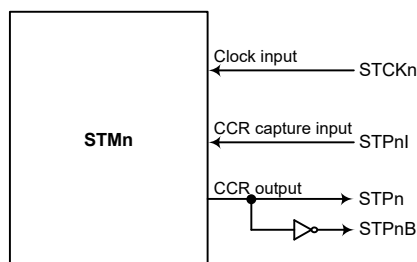 Clock input
STCKn
STMn
CCR capture input
STPnI
CCR output
STPn
STPnB